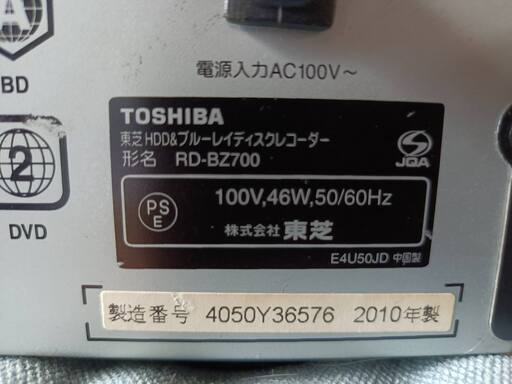 A
BD
電源入力AC100V～
TOSHIBA
東芝HDD&ブルーレイディスクレコーダー
形名 RD-BZ700
JQA
2
DVD
PS
E
100V,46W,50/60Hz
株式会社 東芝
E4U50JD 中国製
製造番号 4050Y36576 2010年製